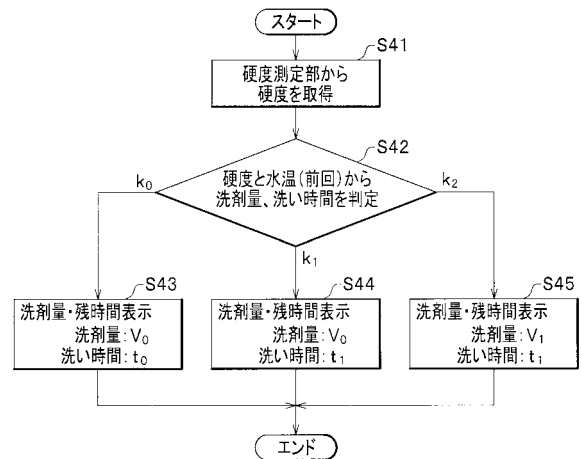 スタート
S41
硬度測定部から
硬度を取得
S42
硬度と水温(前回)から
洗剤量、洗い時間を判定
k₀
k₂
k₁
S43
洗剤量・残時間表示
洗剤量:V₀
洗い時間:t₀
S44
洗剤量・残時間表示
洗剤量:V₀
洗い時間:t₁
S45
洗剤量・残時間表示
洗剤量:V₁
洗い時間:t₁
エンド